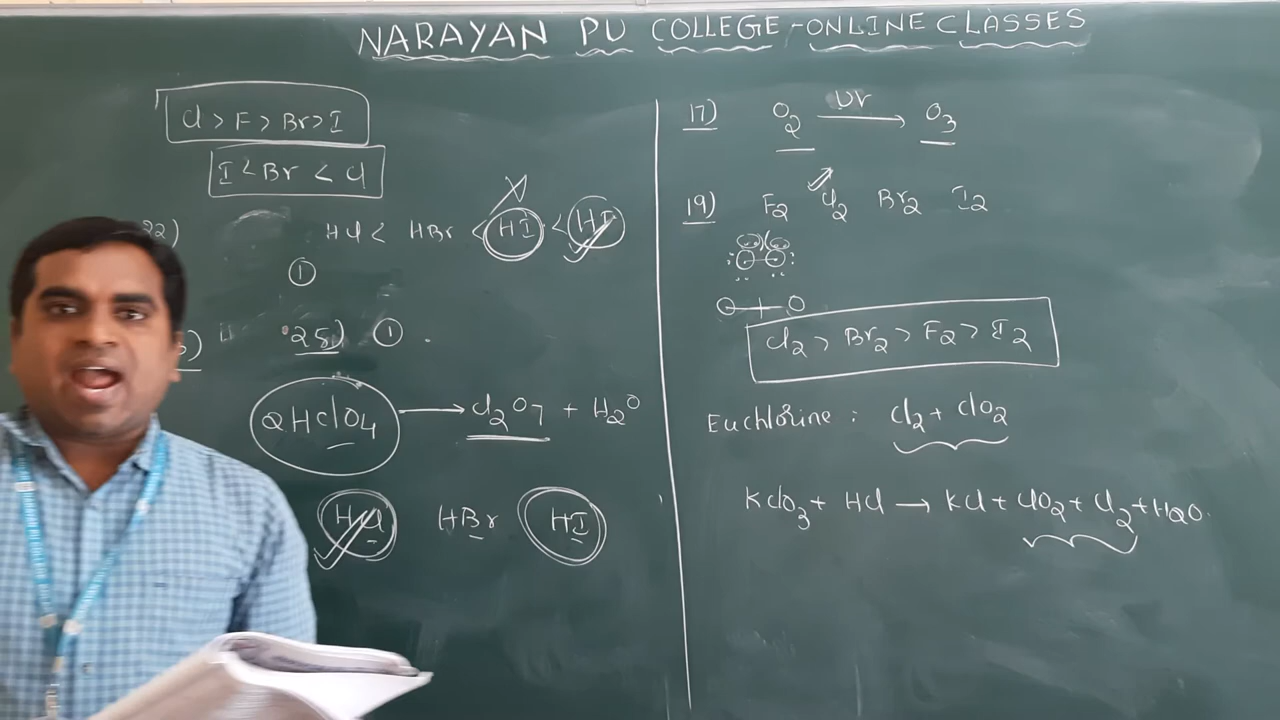 NARAYAN PU COLLEGE - ONLINE CLASSES
Cl > F > Br > I
I < Br < Cl
22)
HCl < HBr < HI < HF
①
25) ①
2HClO4 → Cl2O7 + H2O
HCl HBr HI
17) O2 UV → O3
19) F2 Cl2 Br2 I2
Cl2 > Br2 > F2 > I2
Euchlorine : Cl2 + ClO2
KClO3 + HCl → KCl + ClO2 + Cl2 + H2O.